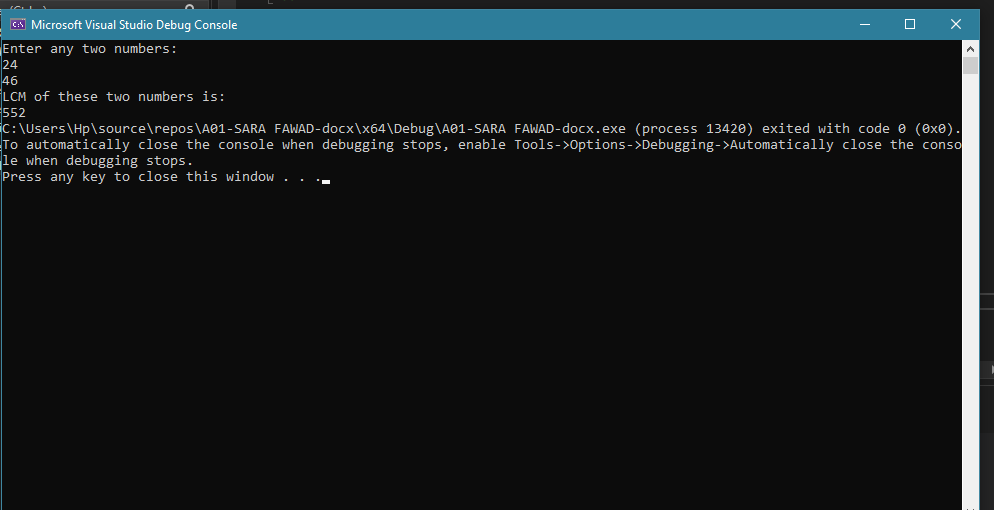 Microsoft Visual Studio Debug Console
Enter any two numbers:
24
46
LCM of these two numbers is:
552
C:\Users\Hp\source\repos\A01-SARA FAWAD-docx\x64\Debug\A01-SARA FAWAD-docx.exe (process 13420) exited with code 0 (0x0).
To automatically close the console when debugging stops, enable Tools->Options->Debugging->Automatically close the conso
le when debugging stops.
Press any key to close this window . . .